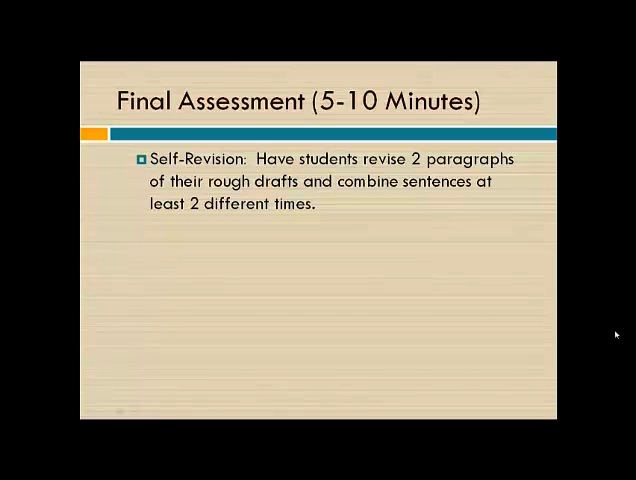 Final Assessment (5-10 Minutes)
Self-Revision:  Have students revise 2 paragraphs
of their rough drafts and combine sentences at
least 2 different times.